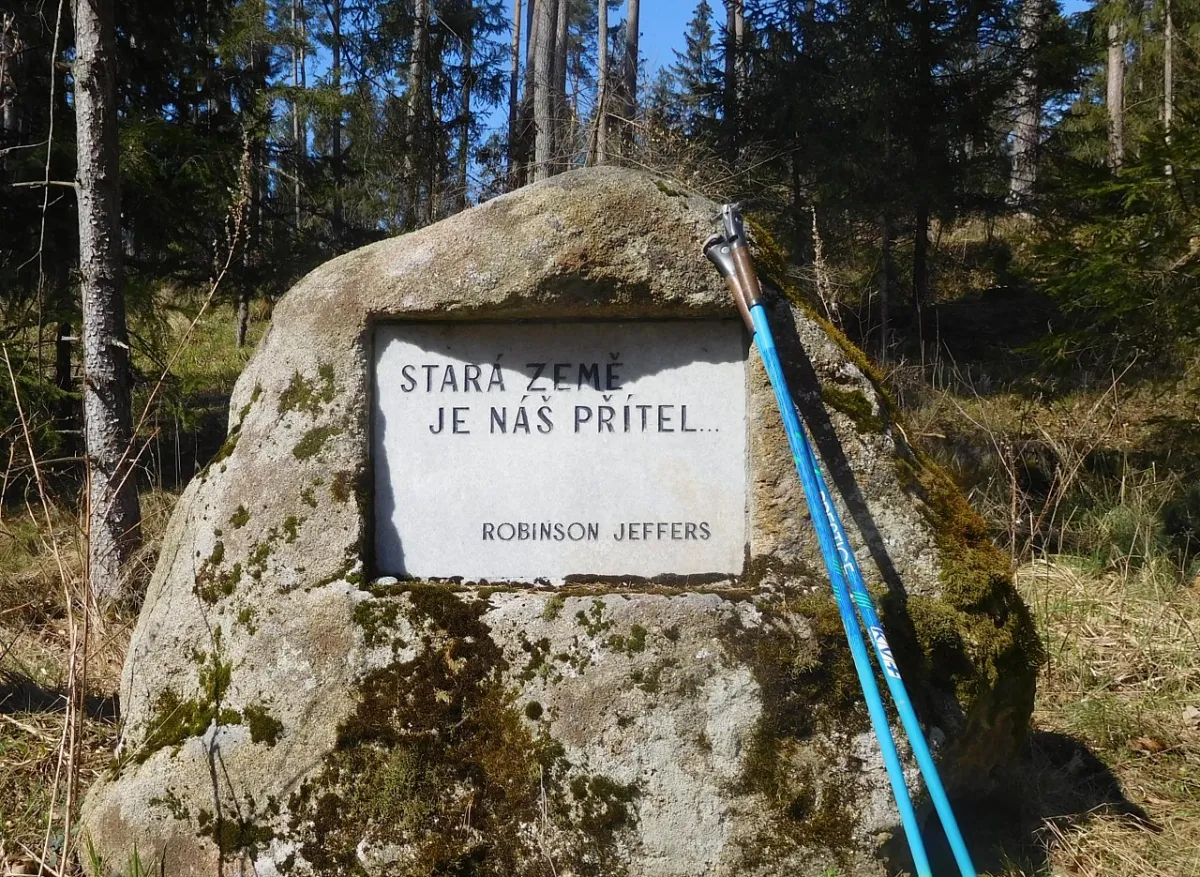 STARÁ ZEMĚ
JE NÁŠ PŘÍTEL...
ROBINSON JEFFERS